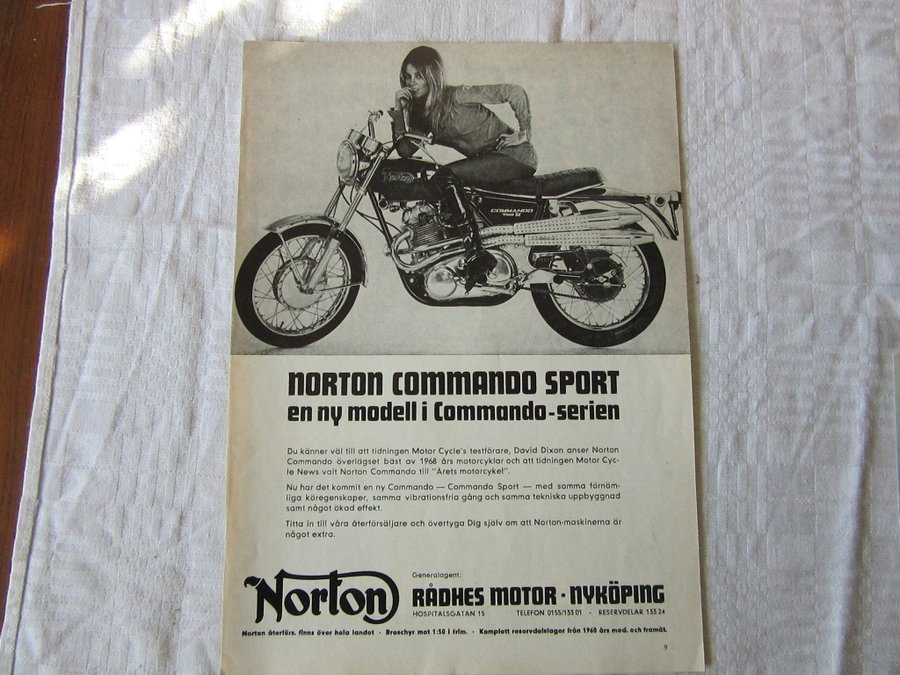 Norton
COMMANDO
NORTON COMMANDO SPORT
en ny modell i Commando-serien
Du känner väl till att tidningen Motor Cycle's testförare, David Dixon anser Norton
Commando överlägset bäst av 1968 års motorcyklar och att tidningen Motor Cyc-
le News valt Norton Commando till "Årets motorcykel".
Nu har det kommit en ny Commando — Commando Sport — med samma förnäm-
liga köregenskaper, samma vibrationsfria gång och samma tekniska uppbyggnad
samt något ökad effekt.
Titta in till våra återförsäljare och övertyga Dig själv om att Norton-maskinerna är
något extra.
Norton
Generalagent:
RÅDHES MOTOR · NYKÖPING
HOSPITALSGATAN 15 TELEFON 0155/133 01 · RESERVDELAR 133 24
Norton återförs. finns över hela landet · Broschyr mot 1:50 i frim. · Komplett reservdelslager från 1960 års mod. och framåt.
9